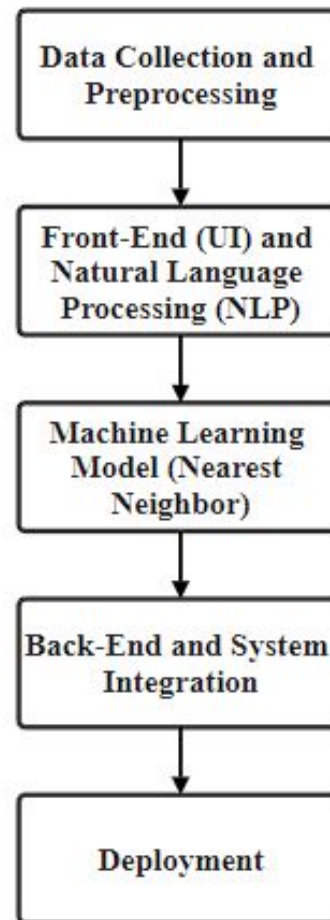 Data Collection and
Preprocessing
Front-End (UI) and
Natural Language
Processing (NLP)
Machine Learning
Model (Nearest
Neighbor)
Back-End and System
Integration
Deployment